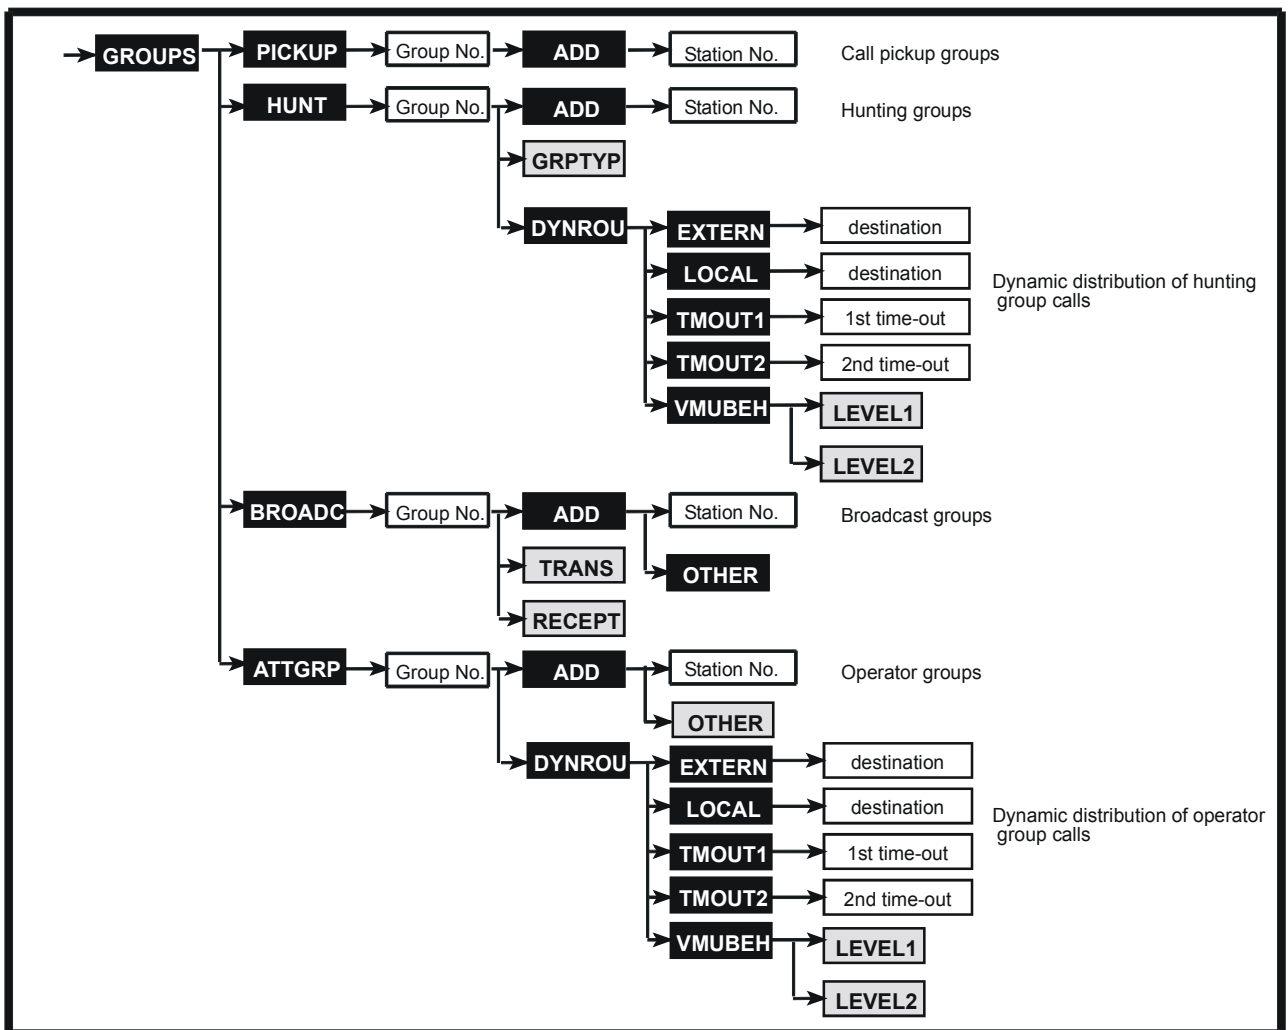 GROUPS PICKUP Group No. ADD Station No. Call pickup groups
HUNT Group No. ADD Station No. Hunting groups
GRPTYP
DYNROU EXTERN destination
LOCAL destination
Dynamic distribution of hunting
group calls
TMOUT1 1st time-out
TMOUT2 2nd time-out
VMUBEH LEVEL1
LEVEL2
BROADC Group No. ADD Station No. Broadcast groups
TRANS OTHER
RECEPT
ATTGRP Group No. ADD Station No. Operator groups
OTHER
DYNROU EXTERN destination
LOCAL destination
Dynamic distribution of operator
group calls
TMOUT1 1st time-out
TMOUT2 2nd time-out
VMUBEH LEVEL1
LEVEL2